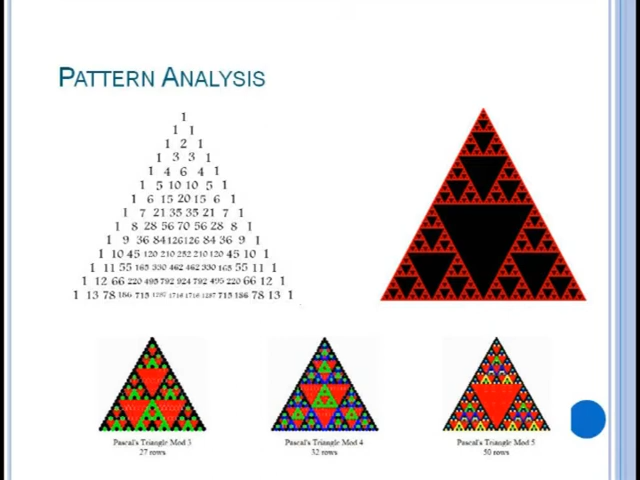 PATTERN ANALYSIS
1
1 1
1 2 1
1 3 3 1
1 4 6 4 1
1 5 10 10 5 1
1 6 15 20 15 6 1
1 7 21 35 35 21 7 1
1 8 28 56 70 56 28 8 1
1 9 36 84 126 126 84 36 9 1
1 10 45 120 210 252 210 120 45 10 1
1 11 55 165 330 462 462 330 165 55 11 1
1 12 66 220 495 792 924 792 495 220 66 12 1
1 13 78 186 715 1287 1716 1716 1287 715 186 78 13 1
Pascal's Triangle Mod 3
27 rows
Pascal's Triangle Mod 4
32 rows
Pascal's Triangle Mod 5
50 rows